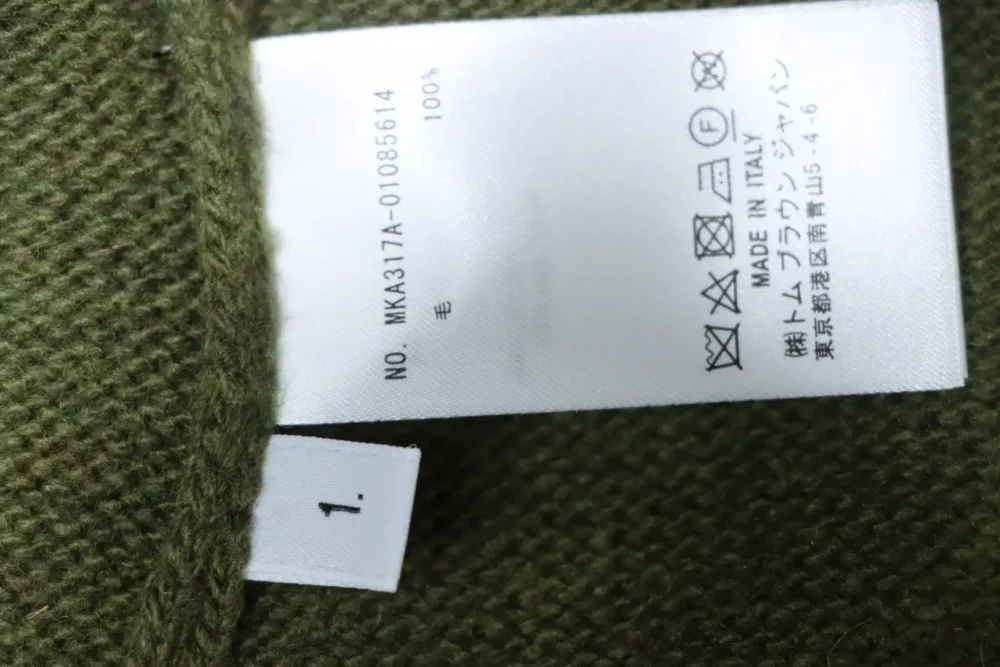 NO. MKA317A-01085614
毛 100%
F
MADE IN ITALY
㈱トム ブラウン ジャパン
東京都港区南青山5-4-6
1.